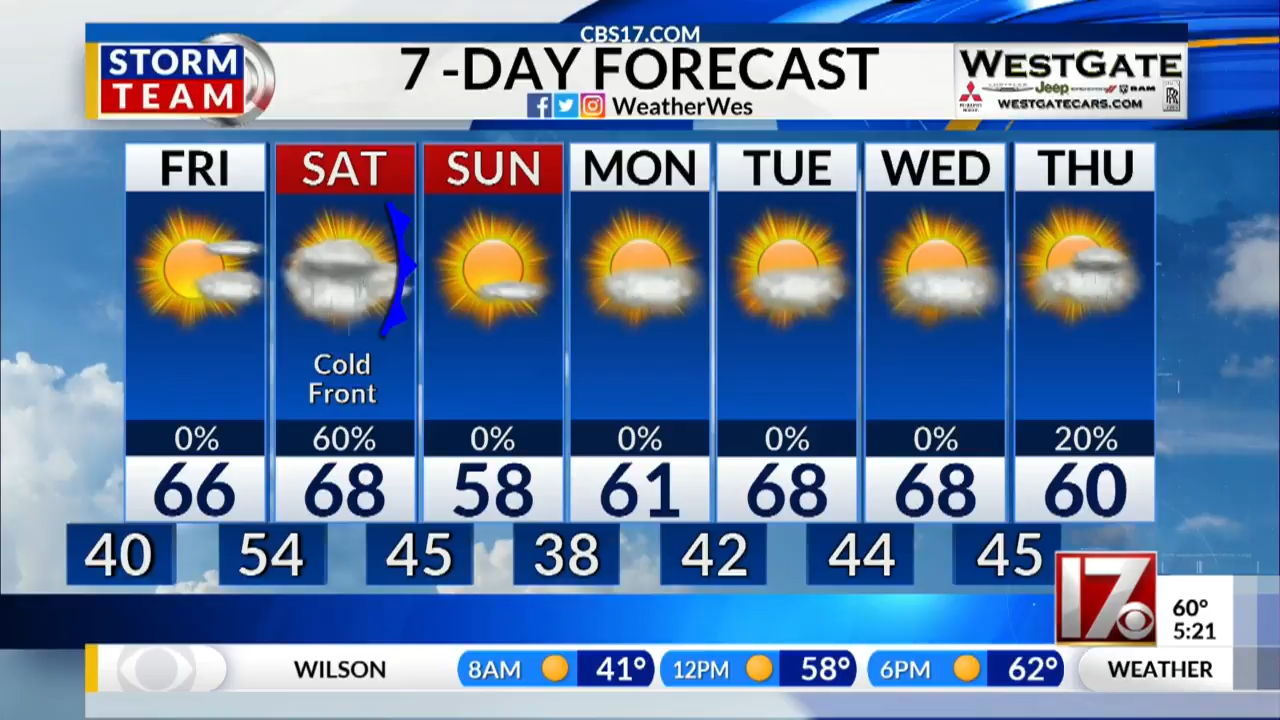 CBS17.COM
STORM
TEAM
7-DAY FORECAST
WeatherWes
WESTGATE
Jeep RAM
WESTGATECARS.COM
FRI SAT SUN MON TUE WED THU
Cold
Front
0% 60% 0% 0% 0% 0% 20%
66 68 58 61 68 68 60
40 54 45 38 42 44 45
17
60°
5:21
WILSON 8AM 41° 12PM 58° 6PM 62° WEATHER